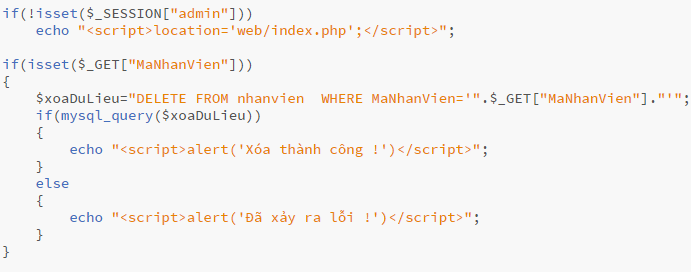 if(!isset($_SESSION["admin"]))
echo "<script>location='web/index.php';</script>";
if(isset($_GET["MaNhanVien"]))
{
$xoaDuLieu="DELETE FROM nhanvien  WHERE MaNhanVien='".$_GET["MaNhanVien"]."'";
if(mysql_query($xoaDuLieu))
{
echo "<script>alert('Xóa thành công !')</script>";
}
else
{
echo "<script>alert('Đã xảy ra lỗi !')</script>";
}
}